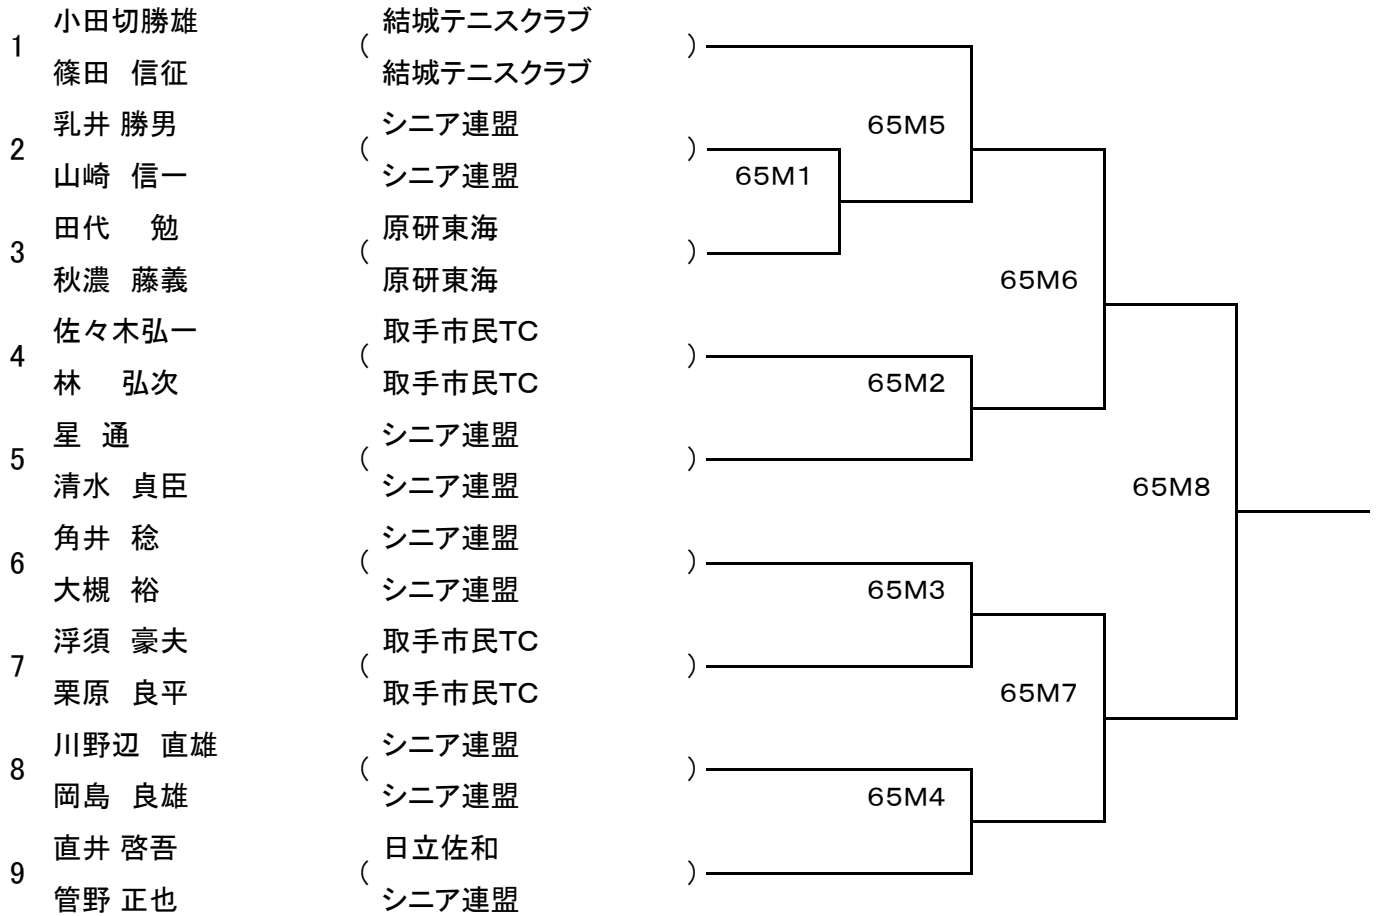 小田切勝雄 結城テニスクラブ
1 ( )
篠田 信征 結城テニスクラブ
乳井 勝男 シニア連盟 65M5
2 ( )
山崎 信一 シニア連盟 65M1
田代 勉 原研東海
3 ( )
秋濃 藤義 原研東海 65M6
佐々木弘一 取手市民TC
4 ( )
林 弘次 取手市民TC 65M2
星 通 シニア連盟
5 ( )
清水 貞臣 シニア連盟 65M8
角井 稔 シニア連盟
6 ( )
大槻 裕 シニア連盟 65M3
浮須 豪夫 取手市民TC
7 ( )
栗原 良平 取手市民TC 65M7
川野辺 直雄 シニア連盟
8 ( )
岡島 良雄 シニア連盟 65M4
直井 啓吾 日立佐和
9 ( )
管野 正也 シニア連盟